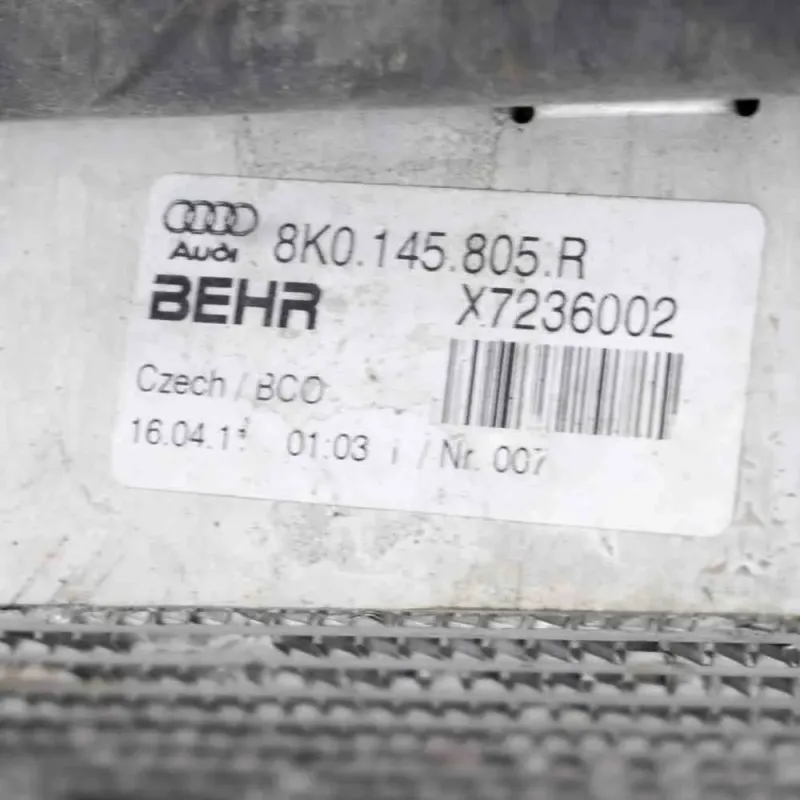 Audi 8K0.145.805.R
BEHR X7236002
Czech / BCO
01:03 / Nr. 007